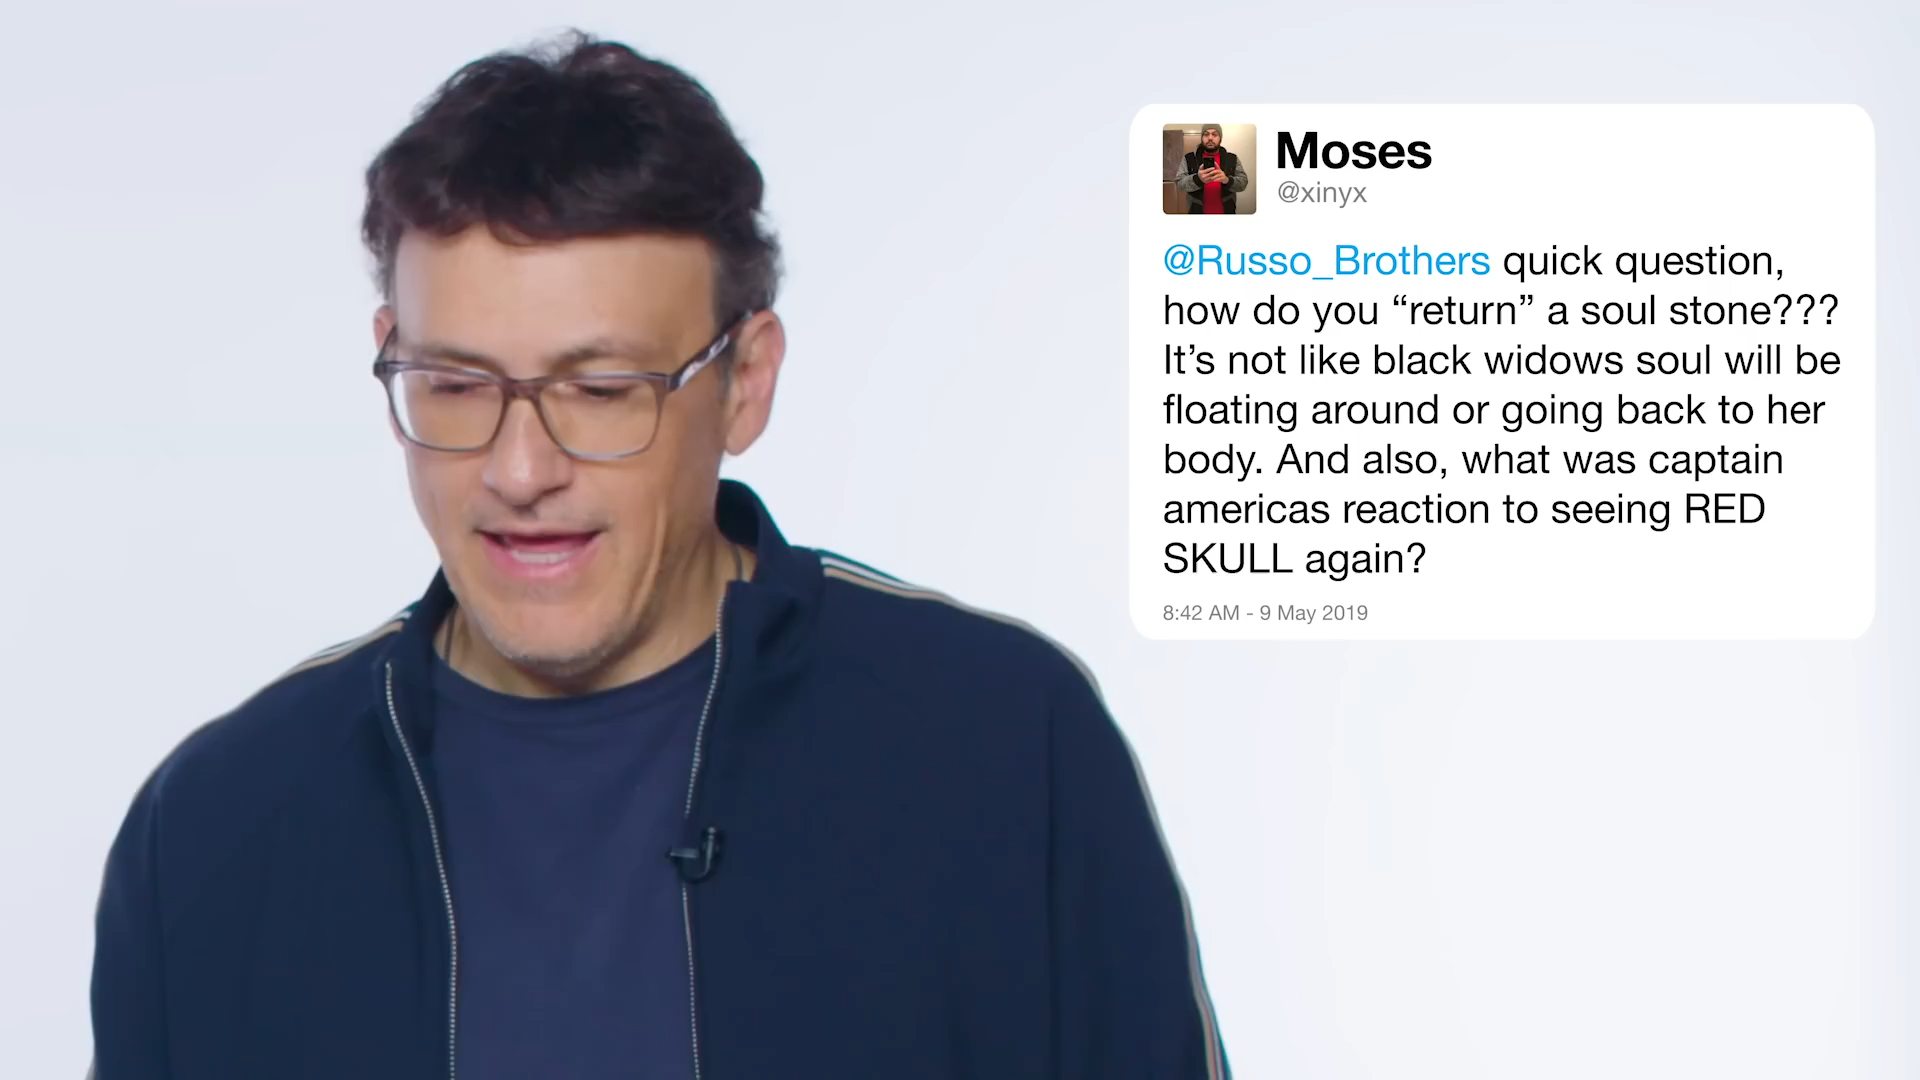 Moses
@xinyx
@Russo_Brothers quick question,
how do you “return” a soul stone???
It’s not like black widows soul will be
floating around or going back to her
body. And also, what was captain
americas reaction to seeing RED
SKULL again?
8:42 AM - 9 May 2019